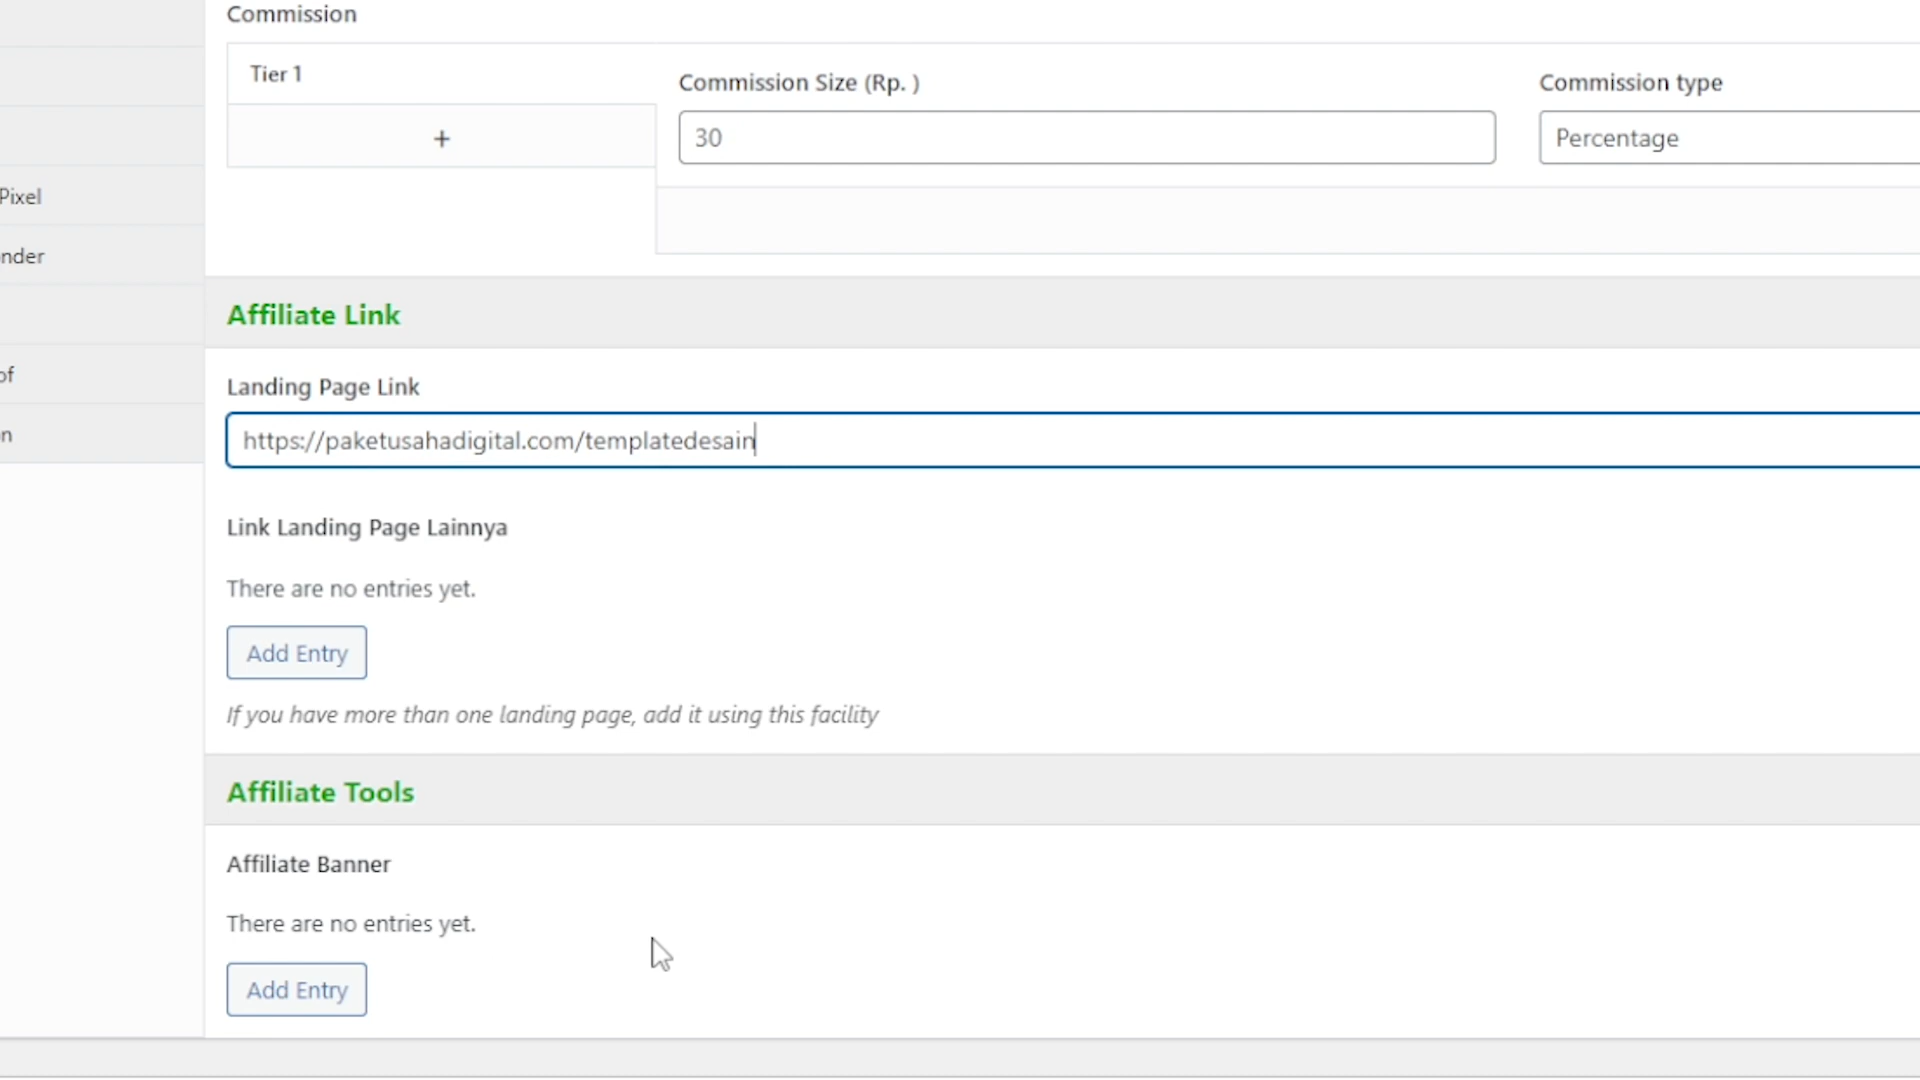 Commission
Tier 1
Commission Size (Rp. )
Commission type
+
30
Percentage
Pixel
nder
Affiliate Link
of
Landing Page Link
n
https://paketusahadigital.com/templatedesain
Link Landing Page Lainnya
There are no entries yet.
Add Entry
If you have more than one landing page, add it using this facility
Affiliate Tools
Affiliate Banner
There are no entries yet.
Add Entry